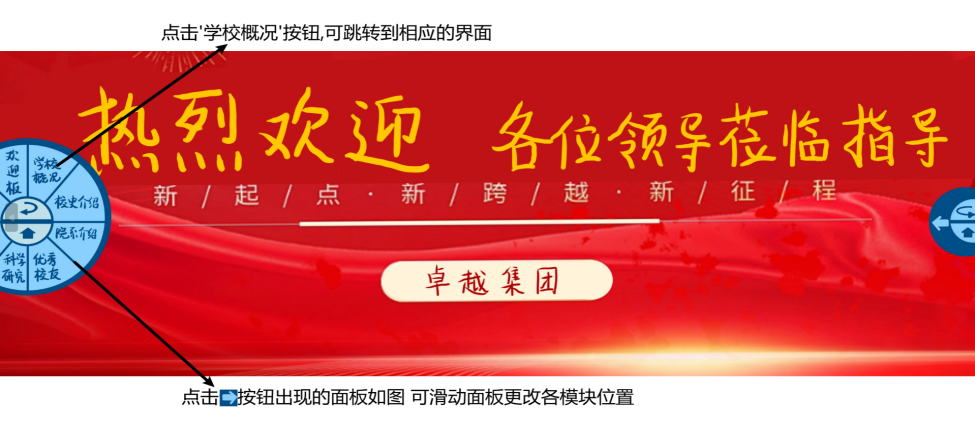 点击'学校概况'按钮,可跳转到相应的界面
热烈欢迎 各位领导莅临指导
新/起/点·新/跨/越·新/征/程
卓越集团
欢迎板
学校概况
校史介绍
院系介绍
优秀校友
科学研究
点击➡按钮出现的面板如图 可滑动面板更改各模块位置